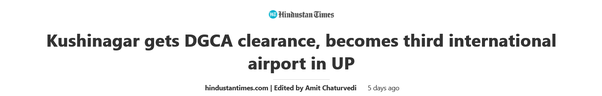 ht Hindustan Times
Kushinagar gets DGCA clearance, becomes third international
airport in UP
hindustantimes.com | Edited by Amit Chaturvedi 5 days ago